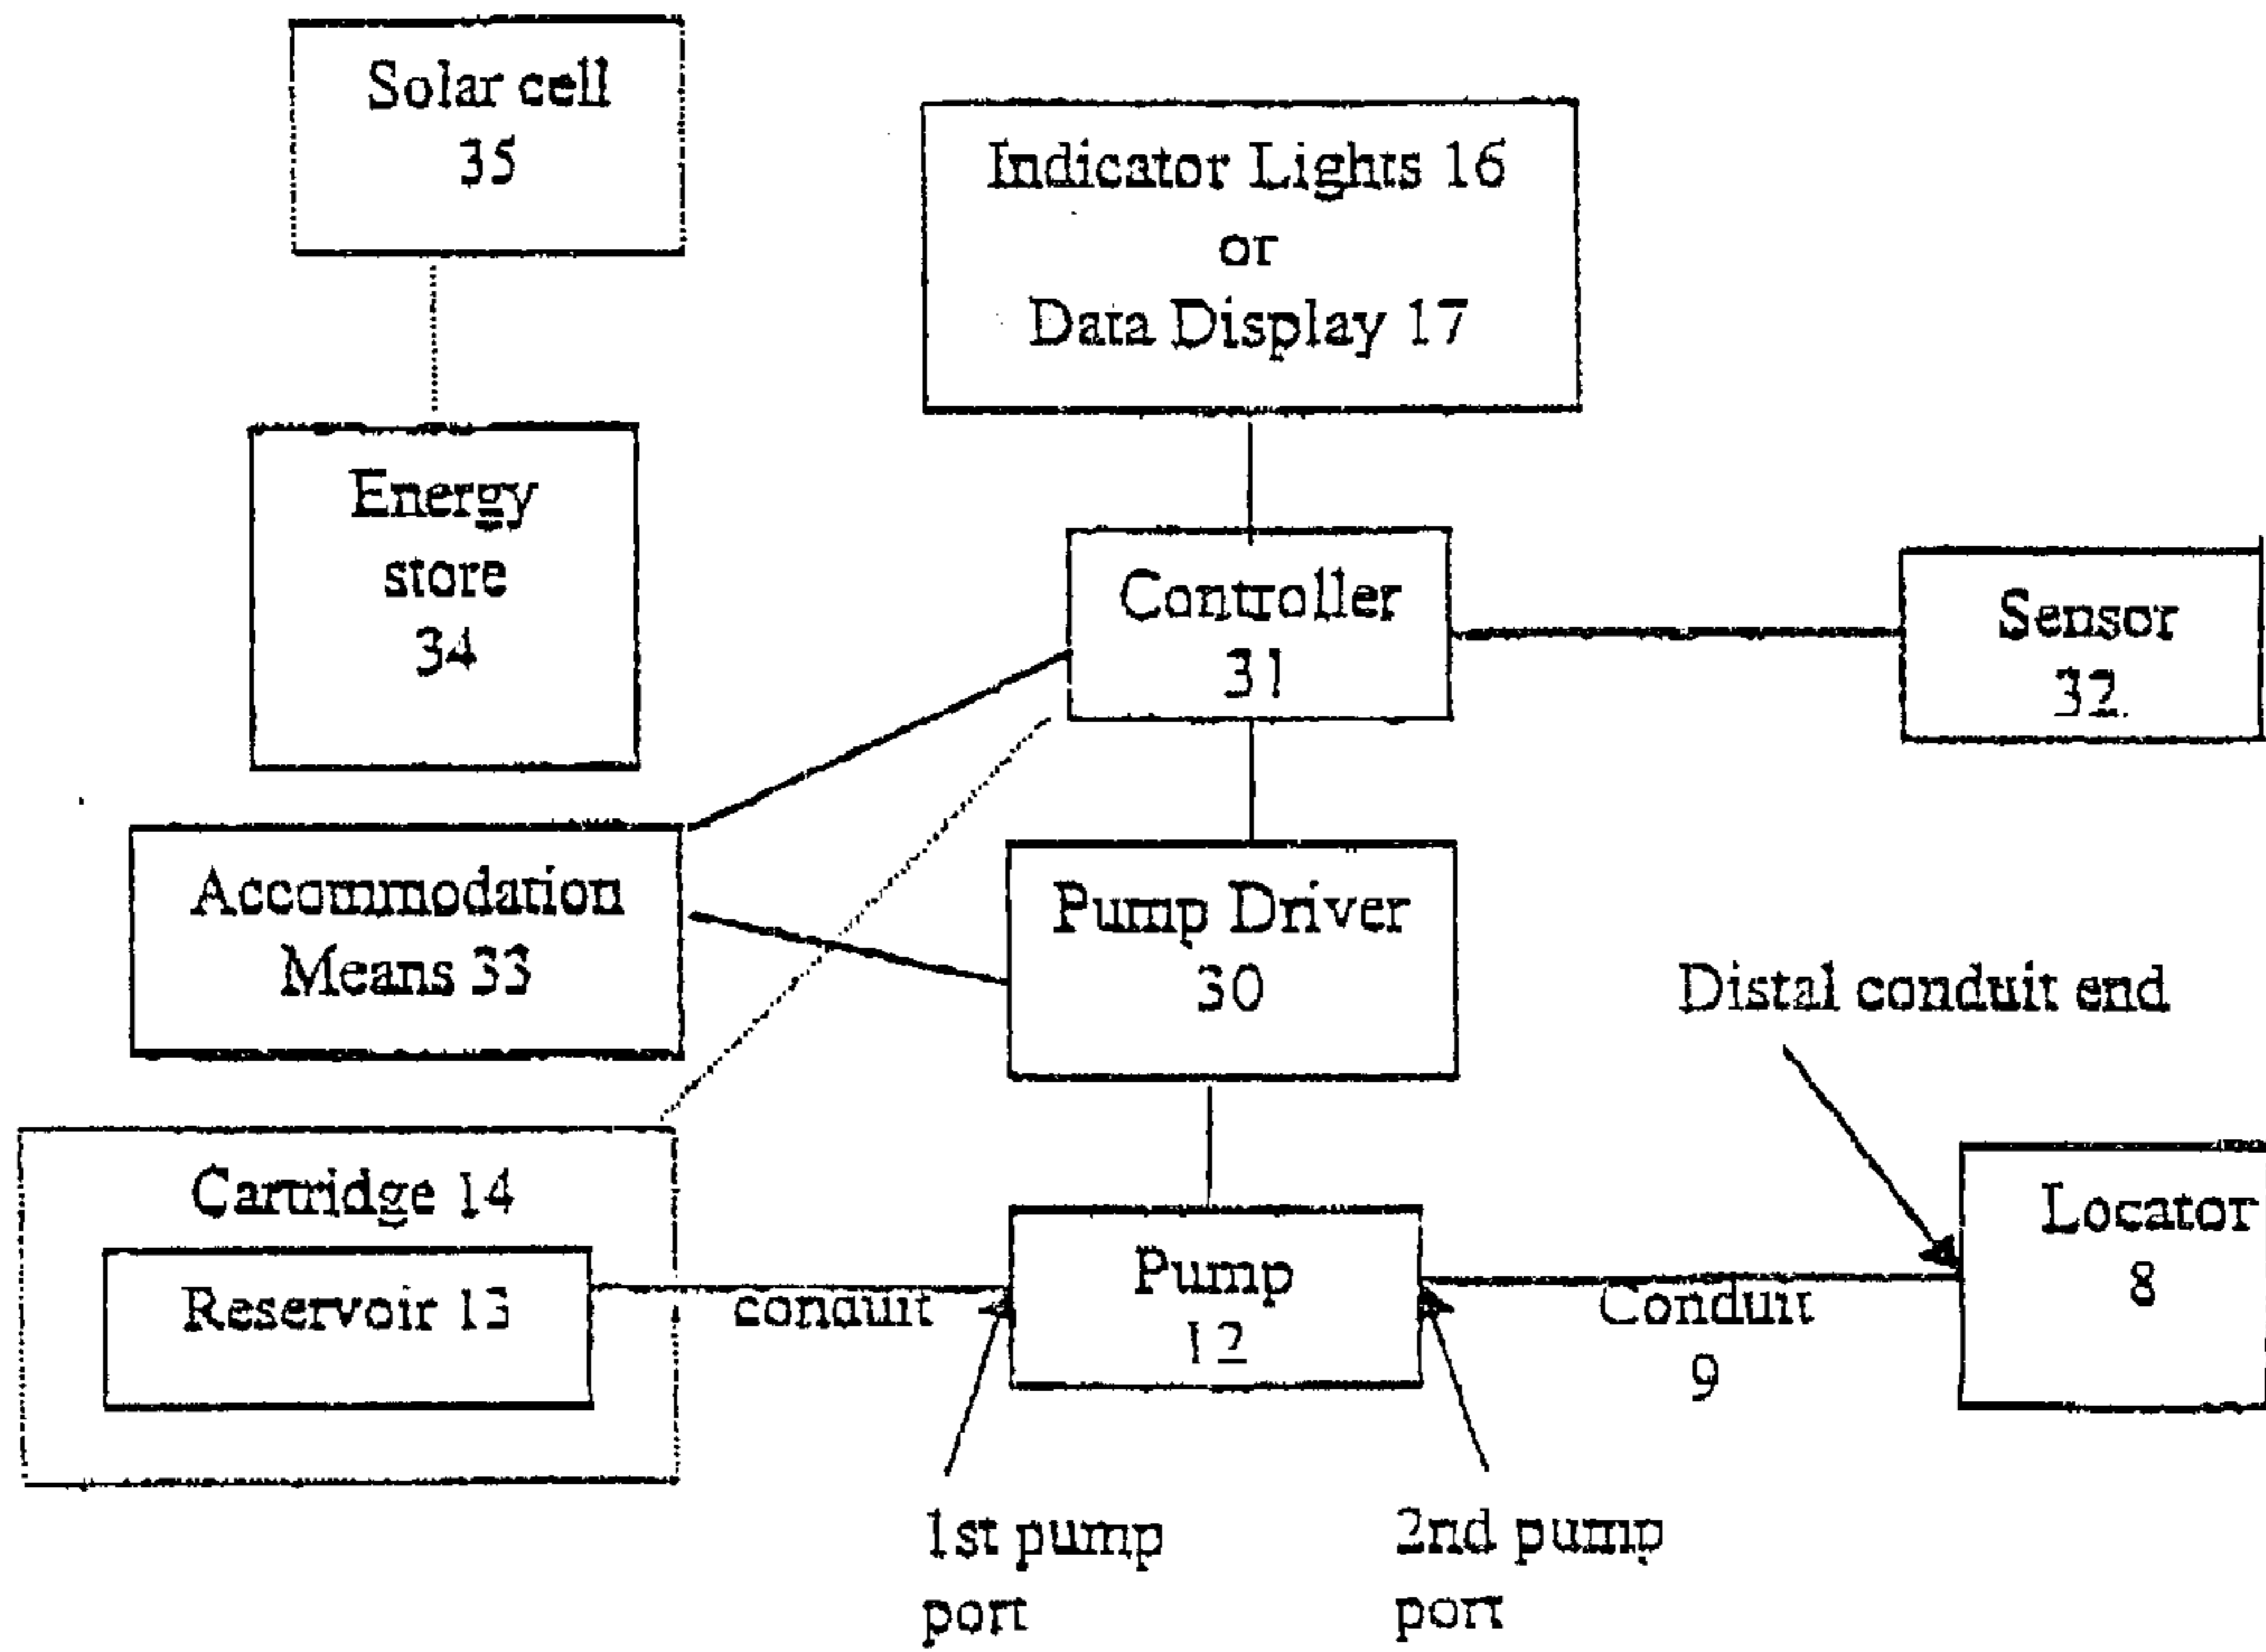 Solar cell
35
Indicator Lights 16
or
Data Display 17
Energy
store
34
Controller
31
Sensor
32
Accommodation
Means 33
Pump Driver
30
Distal conduit end
Cartridge 14
Reservoir 13
conduit
Pump
12
Conduit
9
Locator
8
1st pump
port
2nd pump
port